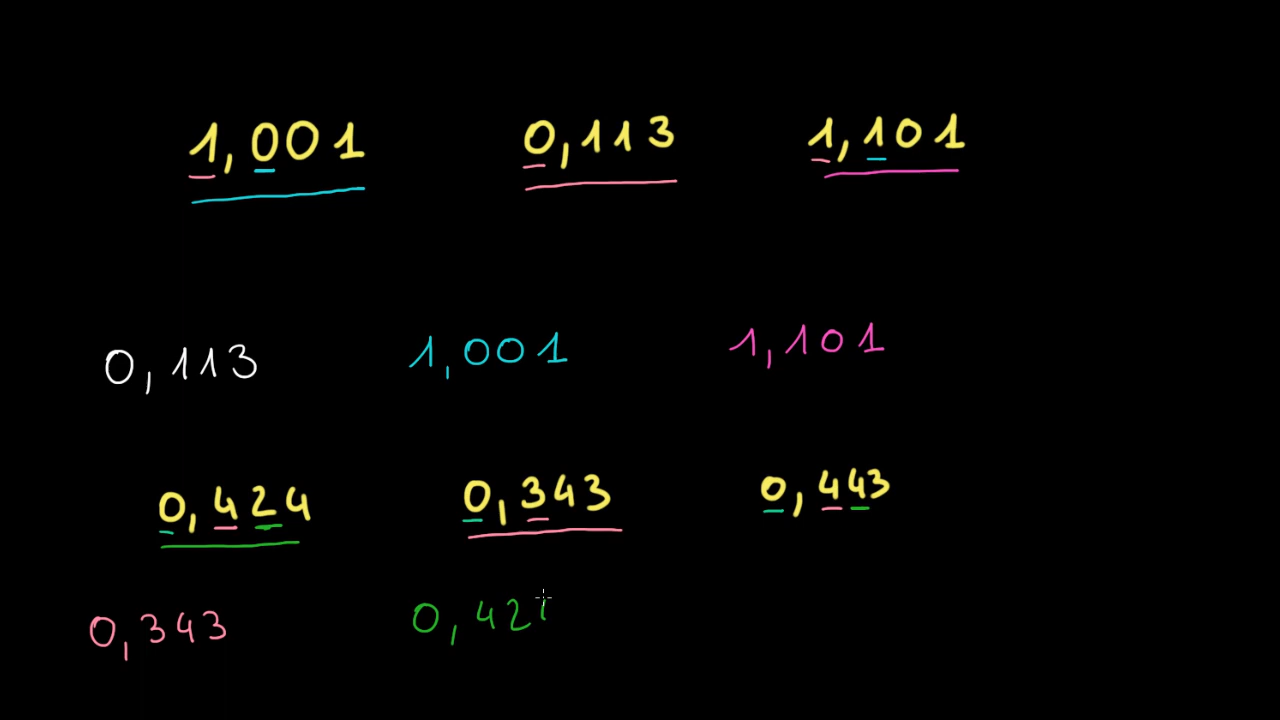 1,001 0,113 1,101
0,113 1,001 1,101
0,424 0,343 0,443
0,343 0,42